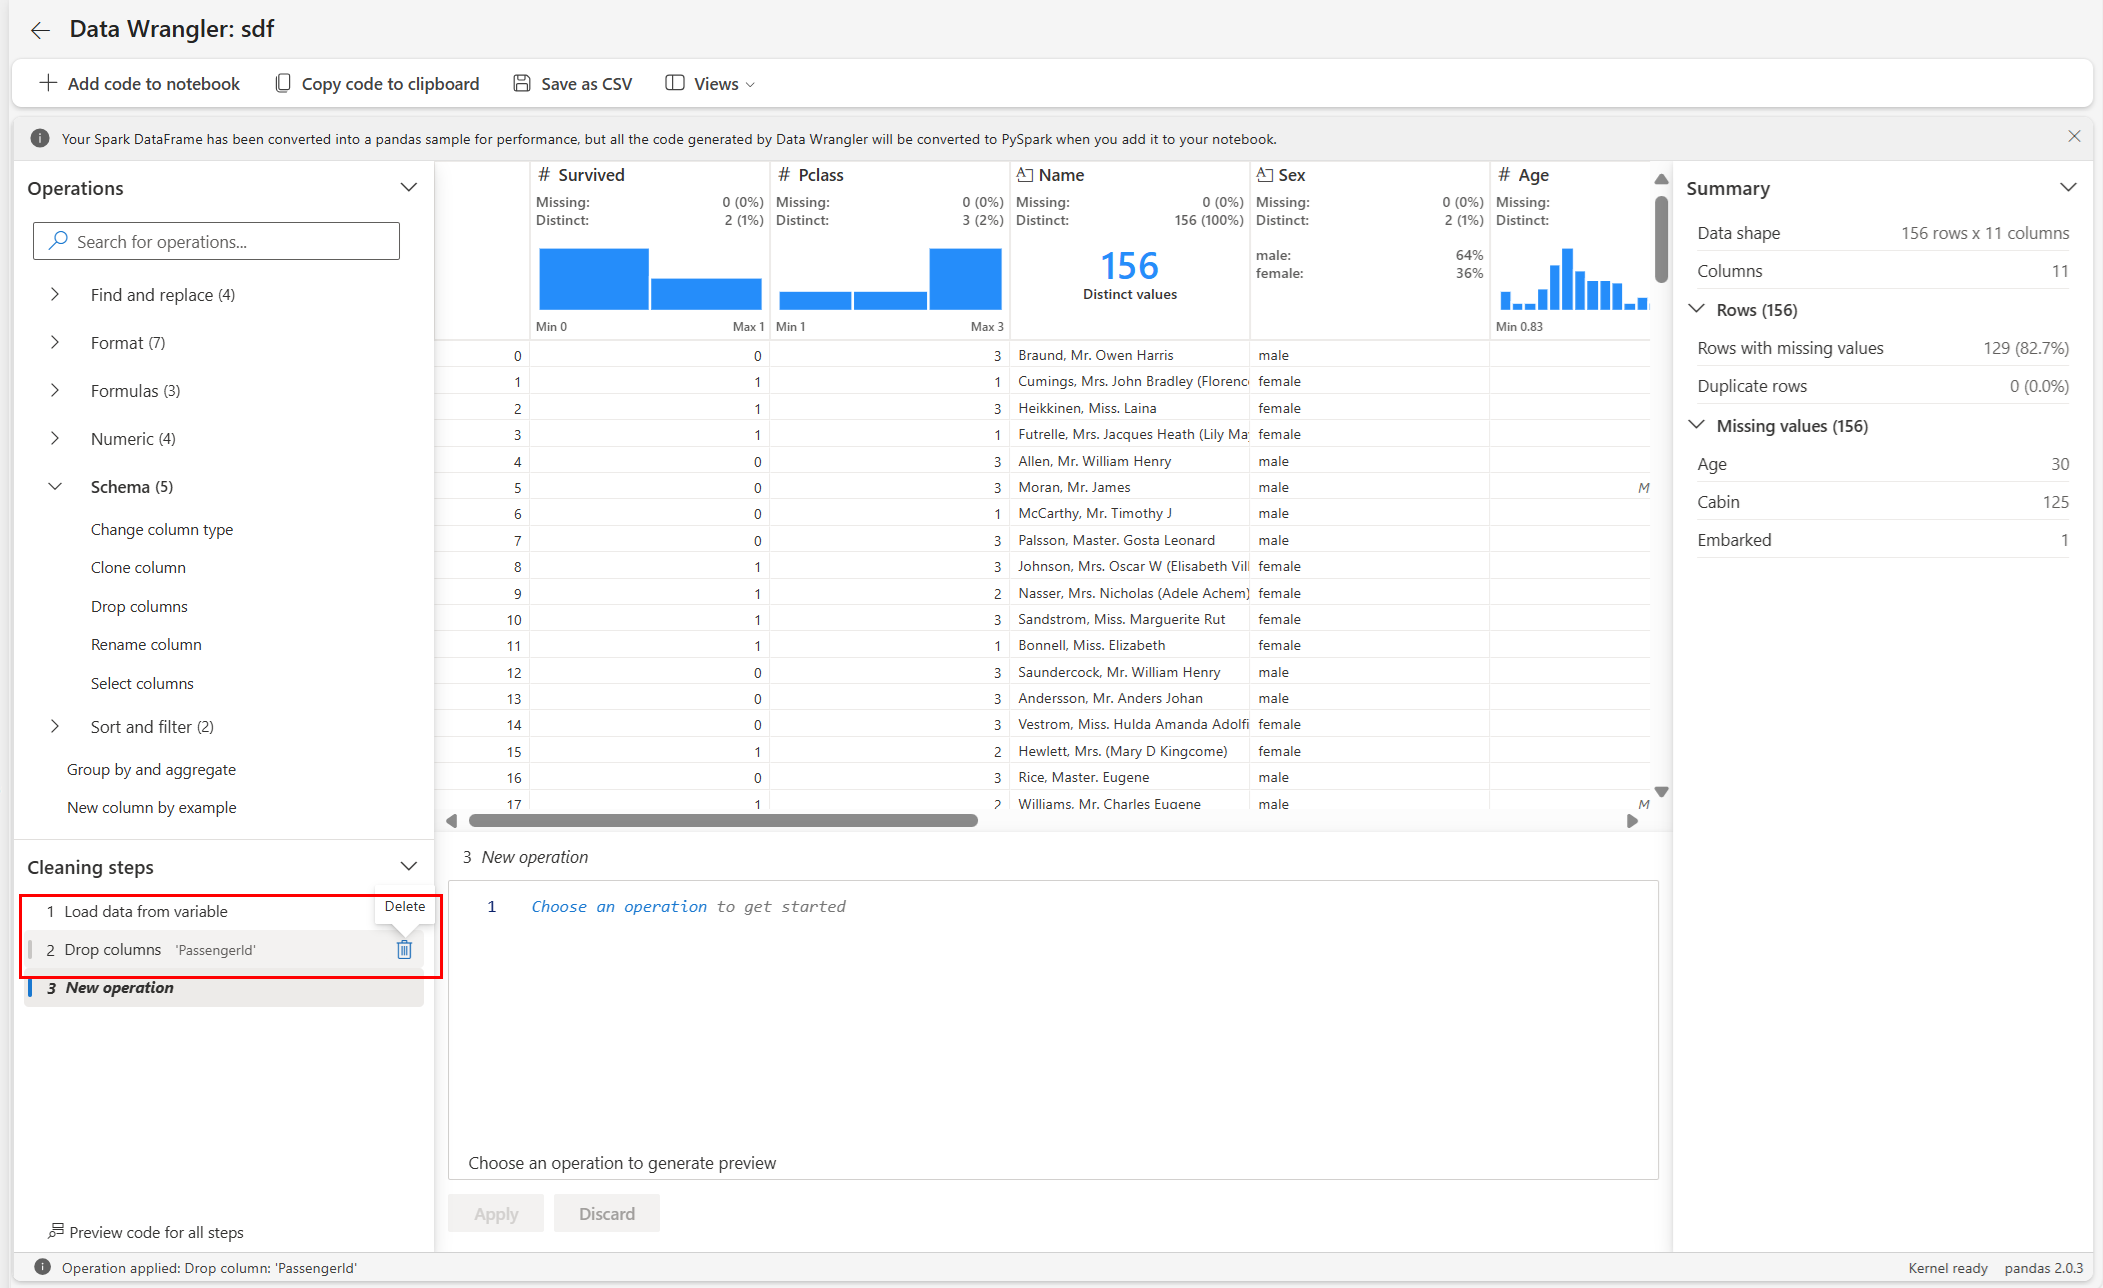 Data Wrangler: sdf
Add code to notebook Copy code to clipboard Save as CSV Views
Your Spark DataFrame has been converted into a pandas sample for performance, but all the code generated by Data Wrangler will be converted to PySpark when you add it to your notebook.
Operations
Search for operations...
Find and replace (4)
Format (7)
Formulas (3)
Numeric (4)
Schema (5)
Change column type
Clone column
Drop columns
Rename column
Select columns
Sort and filter (2)
Group by and aggregate
New column by example
Cleaning steps
1 Load data from variable
Delete
2 Drop columns 'PassengerId'
3 New operation
Preview code for all steps
# Survived # Pclass Name Sex # Age
Missing: 0 (0%) Missing: 0 (0%) Missing: 0 (0%) Missing: 0 (0%) Missing:
Distinct: 2 (1%) Distinct: 3 (2%) Distinct: 156 (100%) Distinct: 2 (1%) Distinct:
156
Distinct values
male: 64%
female: 36%
Min 0 Max 1 Min 1 Max 3 Min 0.83
0 0 3 Braund, Mr. Owen Harris male
1 1 1 Cumings, Mrs. John Bradley (Florenc female
2 1 3 Heikkinen, Miss. Laina female
3 1 1 Futrelle, Mrs. Jacques Heath (Lily Ma female
4 0 3 Allen, Mr. William Henry male
5 0 3 Moran, Mr. James male M
6 0 1 McCarthy, Mr. Timothy J male
7 0 3 Palsson, Master. Gosta Leonard male
8 1 3 Johnson, Mrs. Oscar W (Elisabeth Vil female
9 1 2 Nasser, Mrs. Nicholas (Adele Achem) female
10 1 3 Sandstrom, Miss. Marguerite Rut female
11 1 1 Bonnell, Miss. Elizabeth female
12 0 3 Saundercock, Mr. William Henry male
13 0 3 Andersson, Mr. Anders Johan male
14 0 3 Vestrom, Miss. Hulda Amanda Adolfi female
15 1 2 Hewlett, Mrs. (Mary D Kingcome) female
16 0 3 Rice, Master. Eugene male
17 1 2 Williams, Mr. Charles Eugene male M
3 New operation
1 Choose an operation to get started
Choose an operation to generate preview
Apply Discard
Summary
Data shape 156 rows x 11 columns
Columns 11
Rows (156)
Rows with missing values 129 (82.7%)
Duplicate rows 0 (0.0%)
Missing values (156)
Age 30
Cabin 125
Embarked 1
Operation applied: Drop column: 'PassengerId'
Kernel ready pandas 2.0.3